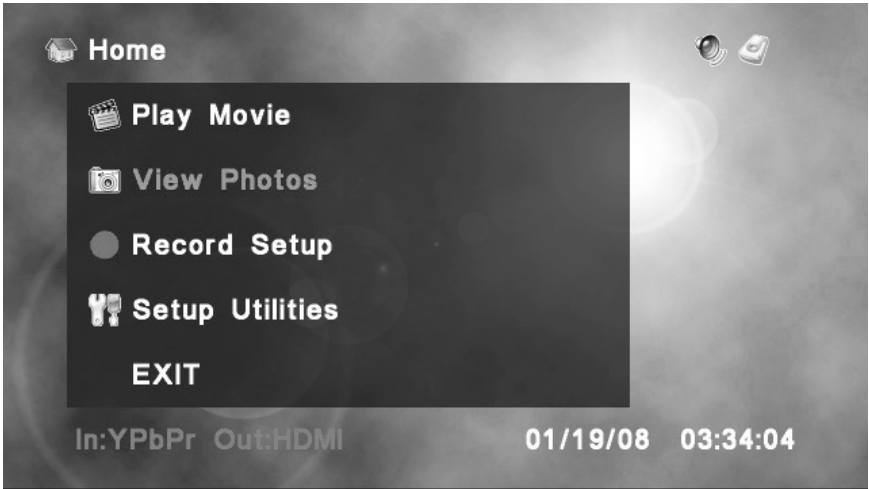 Home
Play Movie
View Photos
Record Setup
Setup Utilities
EXIT
In:YPbPr Out:HDMI
01/19/08 03:34:04